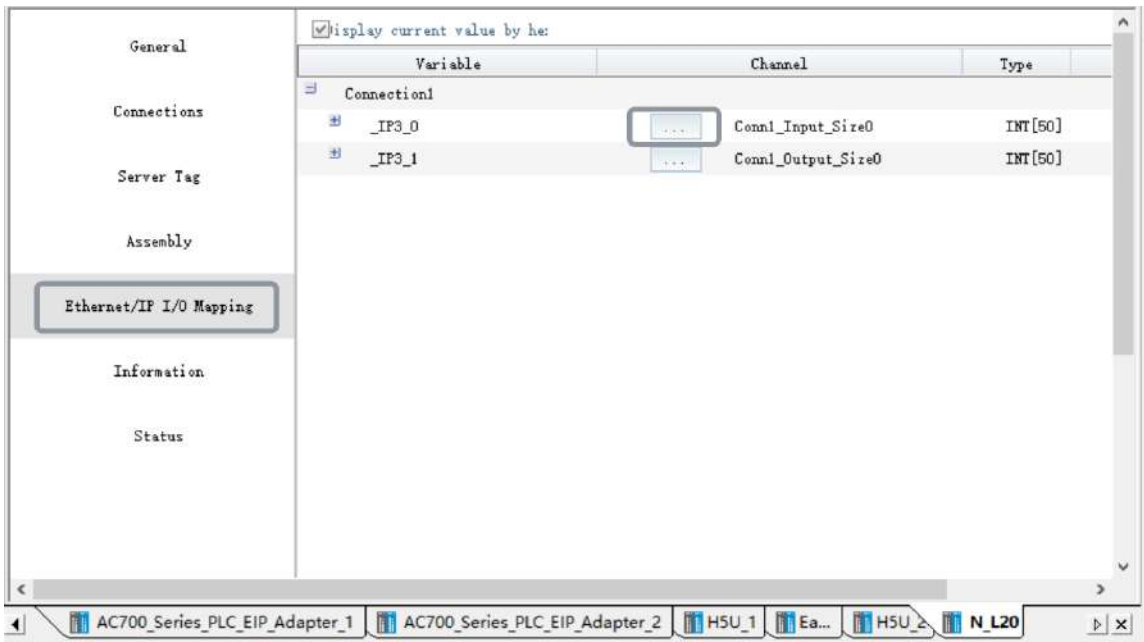 General
Connections
Server Tag
Assembly
Ethernet/IP I/O Mapping
Information
Status
isplay current value by he:
Variable Channel Type
Connection1
_IP3_0 ... Conn1_Input_Size0 INT[50]
_IP3_1 ... Conn1_Output_Size0 INT[50]
AC700_Series_PLC_EIP_Adapter_1 AC700_Series_PLC_EIP_Adapter_2 H5U_1 Ea... H5U_2 N_L20